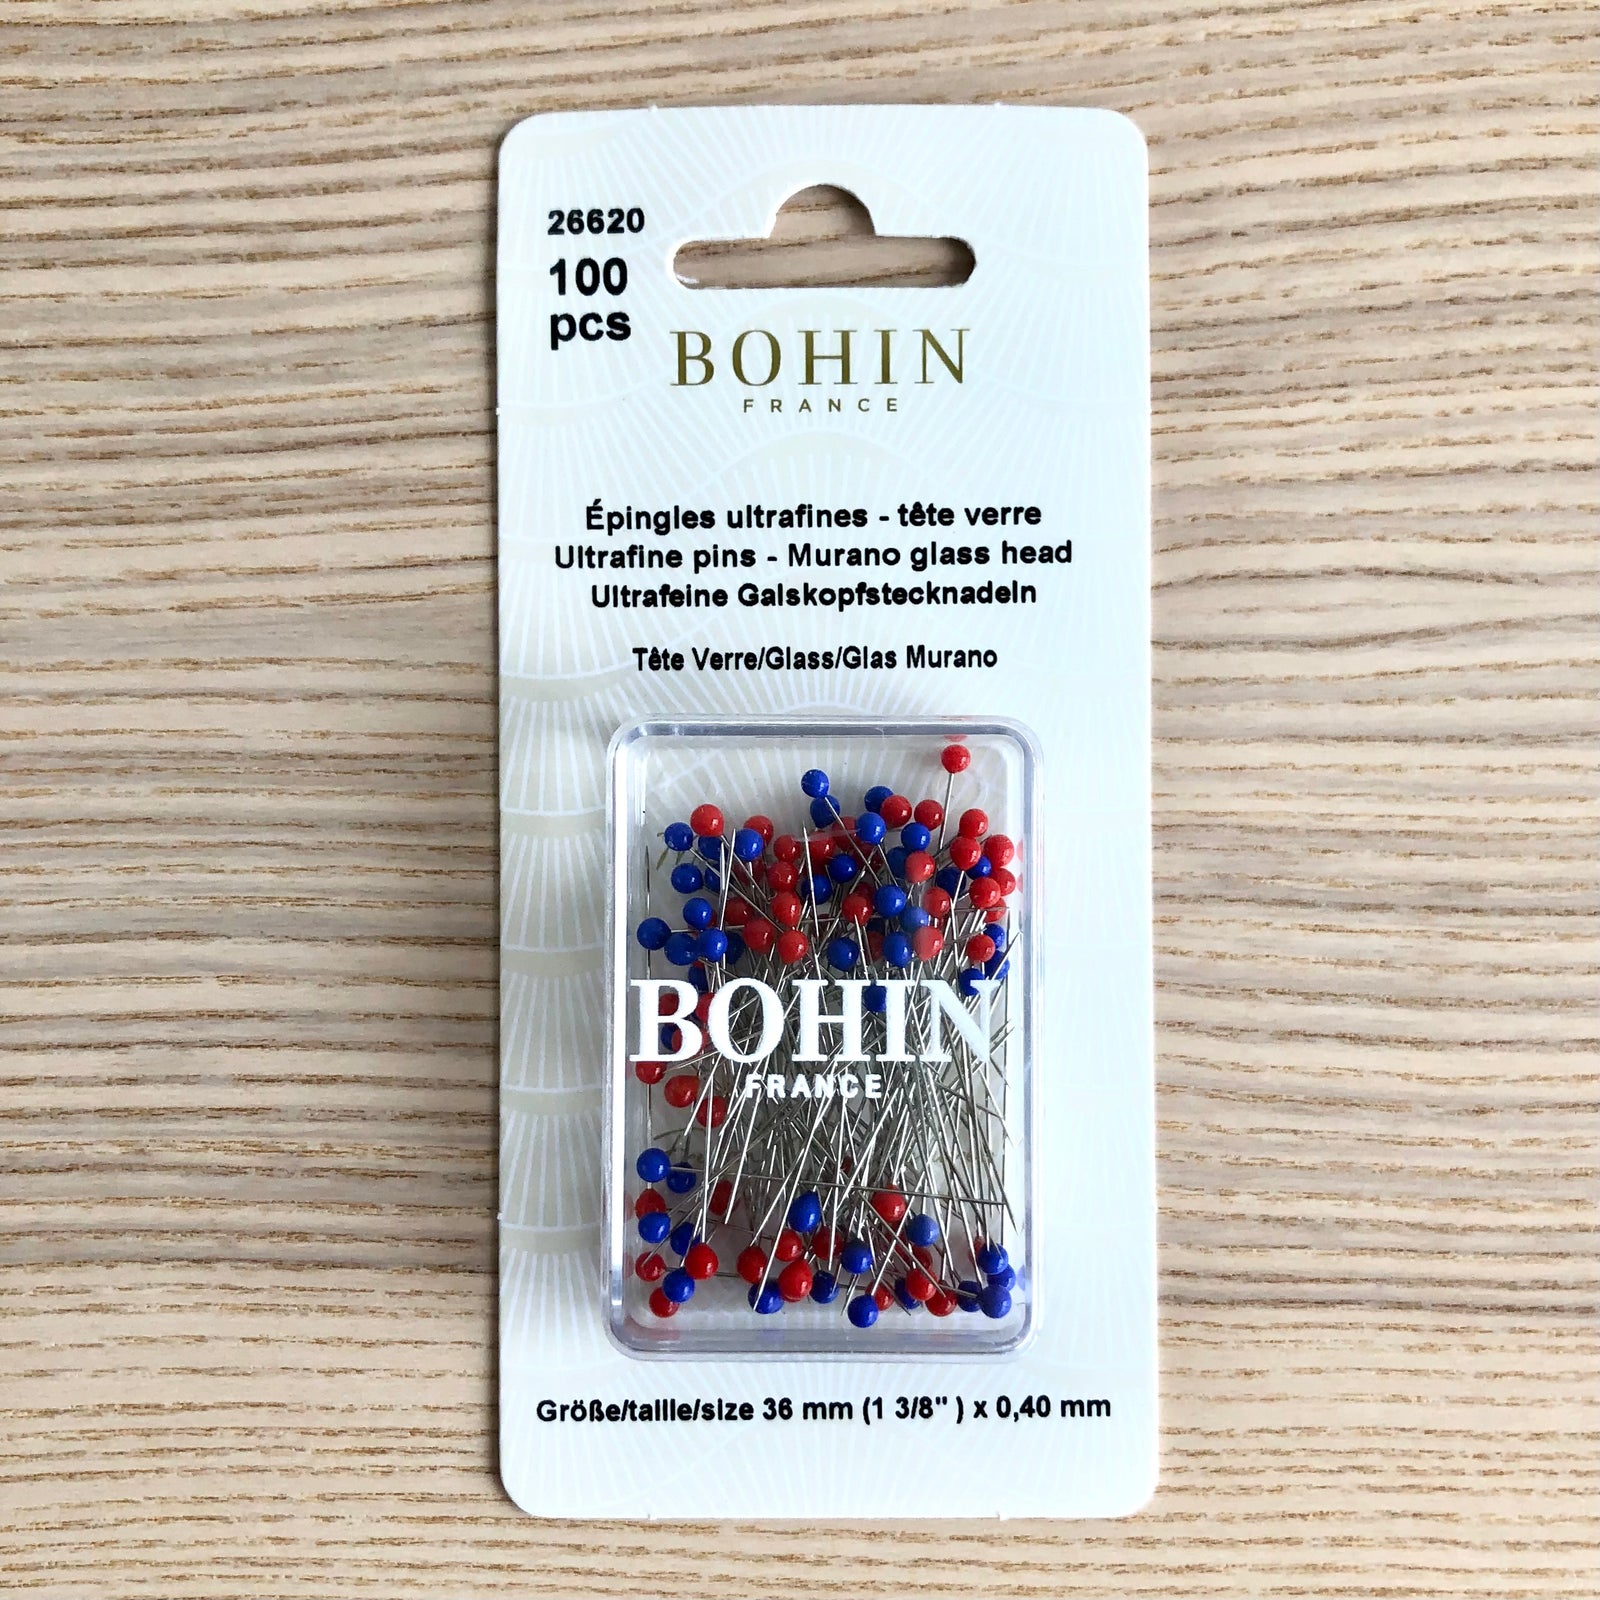 26620
100
pcs
BOHIN
FRANCE
Épingles ultrafines - tête verre
Ultrafine pins - Murano glass head
Ultrafeine Galskopfstecknadeln
Tête Verre/Glass/Glas Murano
BOHIN
FRANCE
Größe/taille/size 36 mm (1 3/8" ) x 0,40 mm